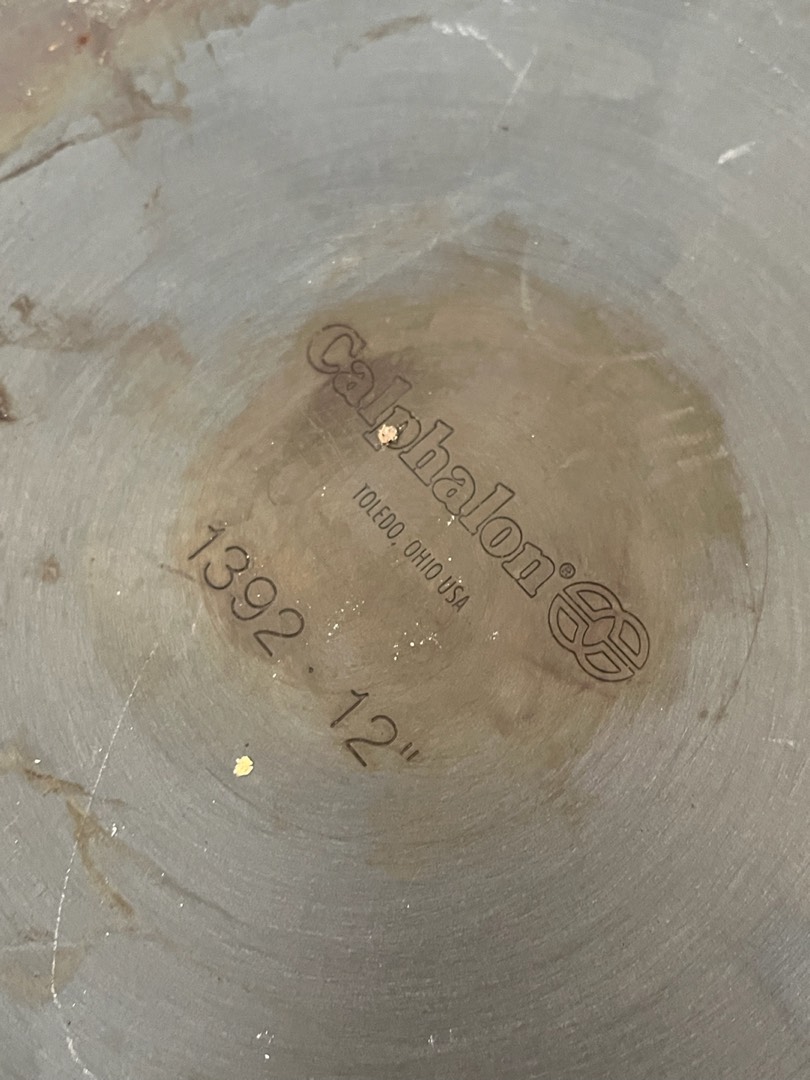 Calphalon®
TOLEDO, OHIO USA
1392 · 12"